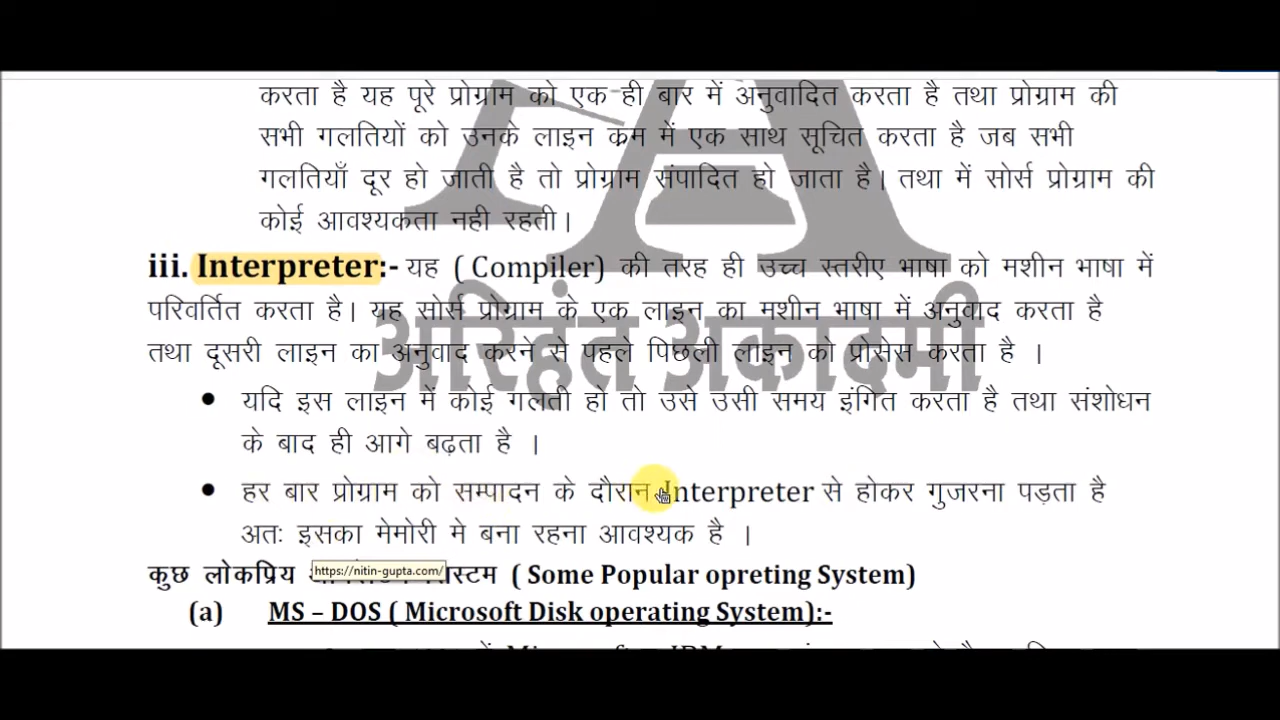 करता है यह पूरे प्रोग्राम को एक ही बार में अनुवादित करता है तथा प्रोग्राम की
सभी गलतियों को उनके लाइन क्रम में एक साथ सूचित करता है जब सभी
गलतियाँ दूर हो जाती है तो प्रोग्राम संपादित हो जाता है। तथा में सोर्स प्रोग्राम की
कोई आवश्यकता नही रहती।
iii. Interpreter:- यह ( Compiler) की तरह ही उच्च स्तरीए भाषा को मशीन भाषा में
परिवर्तित करता है। यह सोर्स प्रोग्राम के एक लाइन का मशीन भाषा में अनुवाद करता है
अरिहंत अकादमी
तथा दूसरी लाइन का अनुवाद करने से पहले पिछली लाइन को प्रोसेस करता है ।
• यदि इस लाइन में कोई गलती हो तो उसे उसी समय इंगित करता है तथा संशोधन
के बाद ही आगे बढ़ता है ।
• हर बार प्रोग्राम को सम्पादन के दौरान Interpreter से होकर गुजरना पड़ता है
अतः इसका मेमोरी मे बना रहना आवश्यक है ।
https://nitin-gupta.com/
कुछ लोकप्रिय ( Some Popular opreting System)
(a) MS – DOS ( Microsoft Disk operating System):-